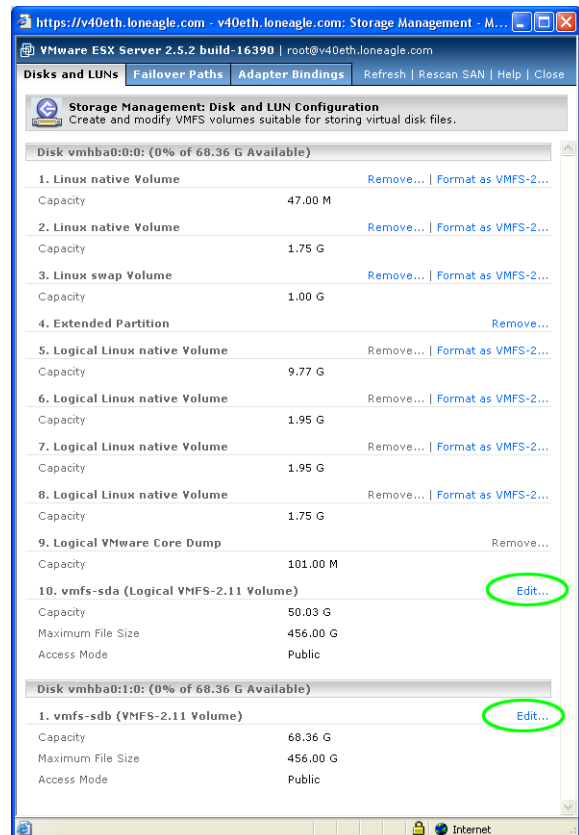 https://v40eth.loneagle.com - v40eth.loneagle.com: Storage Management - M...
VMware ESX Server 2.5.2 build-16390 | root@v40eth.loneagle.com
Disks and LUNs Failover Paths Adapter Bindings Refresh | Rescan SAN | Help | Close
Storage Management: Disk and LUN Configuration
Create and modify VMFS volumes suitable for storing virtual disk files.
Disk vmhba0:0:0: (0% of 68.36 G Available)
1. Linux native Volume Remove... | Format as VMFS-2...
Capacity 47.00 M
2. Linux native Volume Remove... | Format as VMFS-2...
Capacity 1.75 G
3. Linux swap Volume Remove... | Format as VMFS-2...
Capacity 1.00 G
4. Extended Partition Remove...
5. Logical Linux native Volume Remove... | Format as VMFS-2...
Capacity 9.77 G
6. Logical Linux native Volume Remove... | Format as VMFS-2...
Capacity 1.95 G
7. Logical Linux native Volume Remove... | Format as VMFS-2...
Capacity 1.95 G
8. Logical Linux native Volume Remove... | Format as VMFS-2...
Capacity 1.75 G
9. Logical VMware Core Dump Remove...
Capacity 101.00 M
10. vmfs-sda (Logical VMFS-2.11 Volume) Edit...
Capacity 50.03 G
Maximum File Size 456.00 G
Access Mode Public
Disk vmhba0:1:0: (0% of 68.36 G Available)
1. vmfs-sdb (VMFS-2.11 Volume) Edit...
Capacity 68.36 G
Maximum File Size 456.00 G
Access Mode Public
Internet